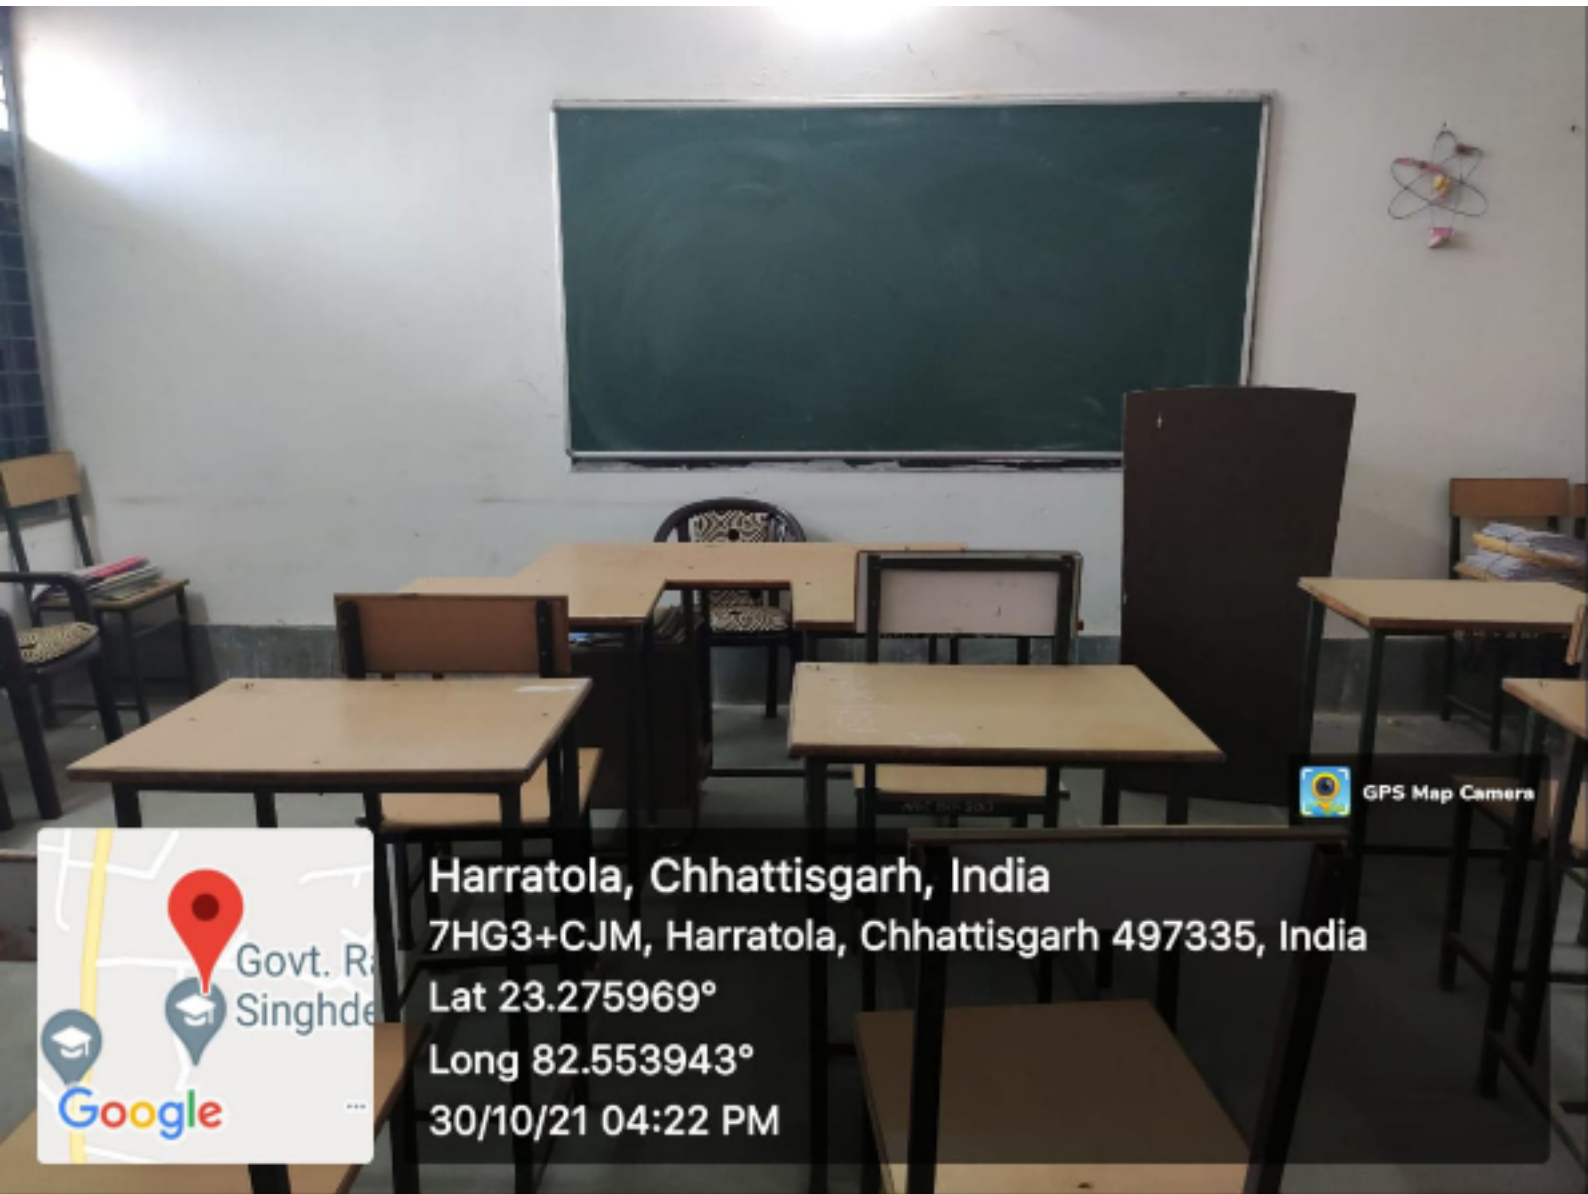 GPS Map Camera
Harratola, Chhattisgarh, India
7HG3+CJM, Harratola, Chhattisgarh 497335, India
Lat 23.275969°
Long 82.553943°
30/10/21 04:22 PM
Govt. Ra
Singhde
Google